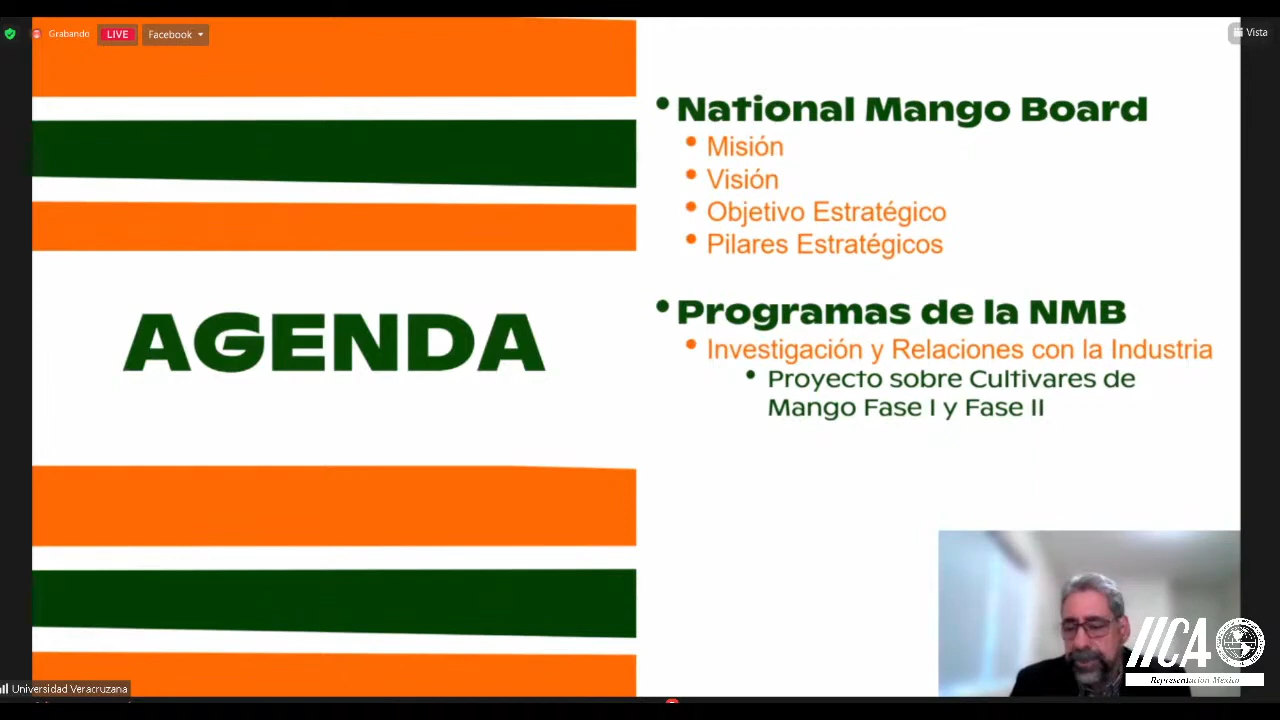 Grabando
LIVE
Facebook
Vista
AGENDA
• National Mango Board
• Misión
• Visión
• Objetivo Estratégico
• Pilares Estratégicos
• Programas de la NMB
• Investigación y Relaciones con la Industria
• Proyecto sobre Cultivares de
Mango Fase I y Fase II
IICA
Representación México
Universidad Veracruzana